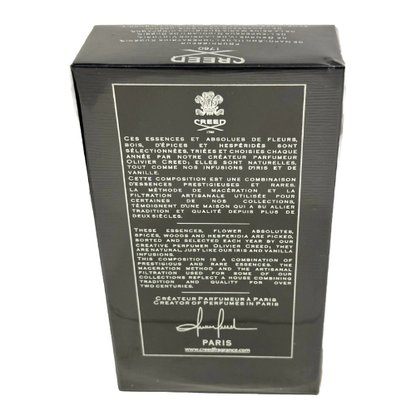 CREED
1760
CREED
1760
CES ESSENCES ET ABSOLUES DE FLEURS,
BOIS, D'ÉPICES ET HESPÉRIDÉS SONT
SÉLECTIONNÉES, TRIÉES ET CHOISIES CHAQUE
ANNÉE PAR NOTRE CRÉATEUR PARFUMEUR
OLIVIER CREED; ELLES SONT NATURELLES,
TOUT COMME NOS INFUSIONS D'IRIS ET DE
VANILLE.
CETTE COMPOSITION EST UNE COMBINAISON
D'ESSENCES PRESTIGIEUSES ET RARES.
LA MÉTHODE DE MACÉRATION ET LA
FILTRATION ARTISANALE UTILISÉE POUR
CERTAINES DE NOS COLLECTIONS,
TÉMOIGNENT D'UNE MAISON QUI A SU ALLIER
TRADITION ET QUALITÉ DEPUIS PLUS DE
DEUX SIÈCLES.
THESE ESSENCES, FLOWER ABSOLUTES,
SPICES, WOODS AND HESPERIDIA ARE PICKED,
SORTED AND SELECTED EACH YEAR BY OUR
CREATIVE PERFUMER OLIVIER CREED; THEY
ARE NATURAL, JUST LIKE OUR IRIS AND VANILLA
INFUSIONS.
THIS COMPOSITION IS A COMBINATION OF
PRESTIGIOUS AND RARE ESSENCES. THE
MACERATION METHOD AND THE ARTISANAL
FILTRATION USED FOR SOME OF OUR
COLLECTIONS REFLECT A HOUSE COMBINING
TRADITION AND QUALITY FOR OVER
TWO CENTURIES.
CRÉATEUR PARFUMEUR À PARIS
CREATOR OF PERFUMES IN PARIS
PARIS
www.creedfragrance.com